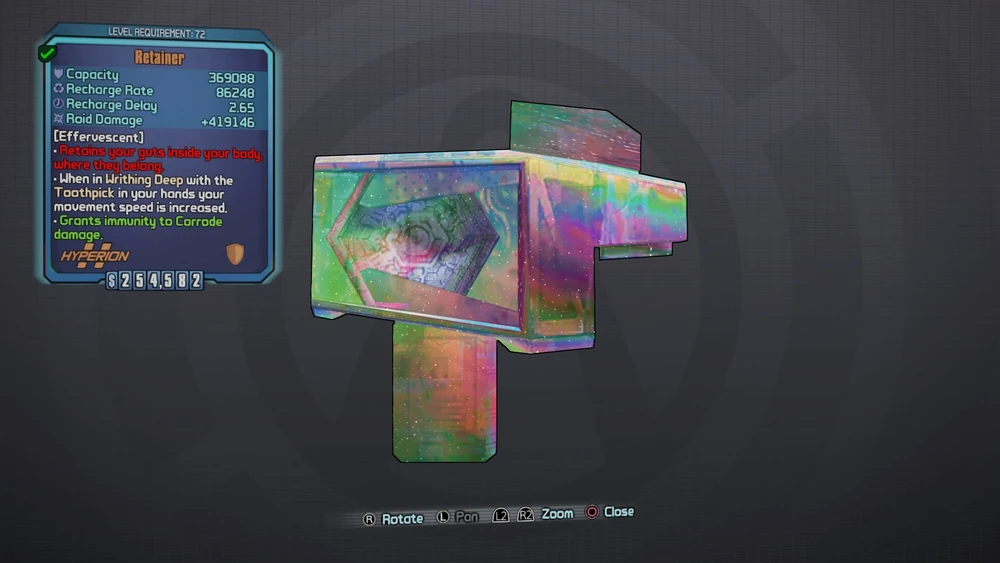 LEVEL REQUIREMENT: 72
Retainer
Capacity 369088
Recharge Rate 86248
Recharge Delay 2.65
Roid Damage +419146
[Effervescent]
• Retains your guts inside your body,
where they belong.
• When in Writhing Deep with the
Toothpick in your hands your
movement speed is increased.
• Grants immunity to Corrode
damage.
HYPERION
$254,582
R Rotate L Pan L2 R2 Zoom Close